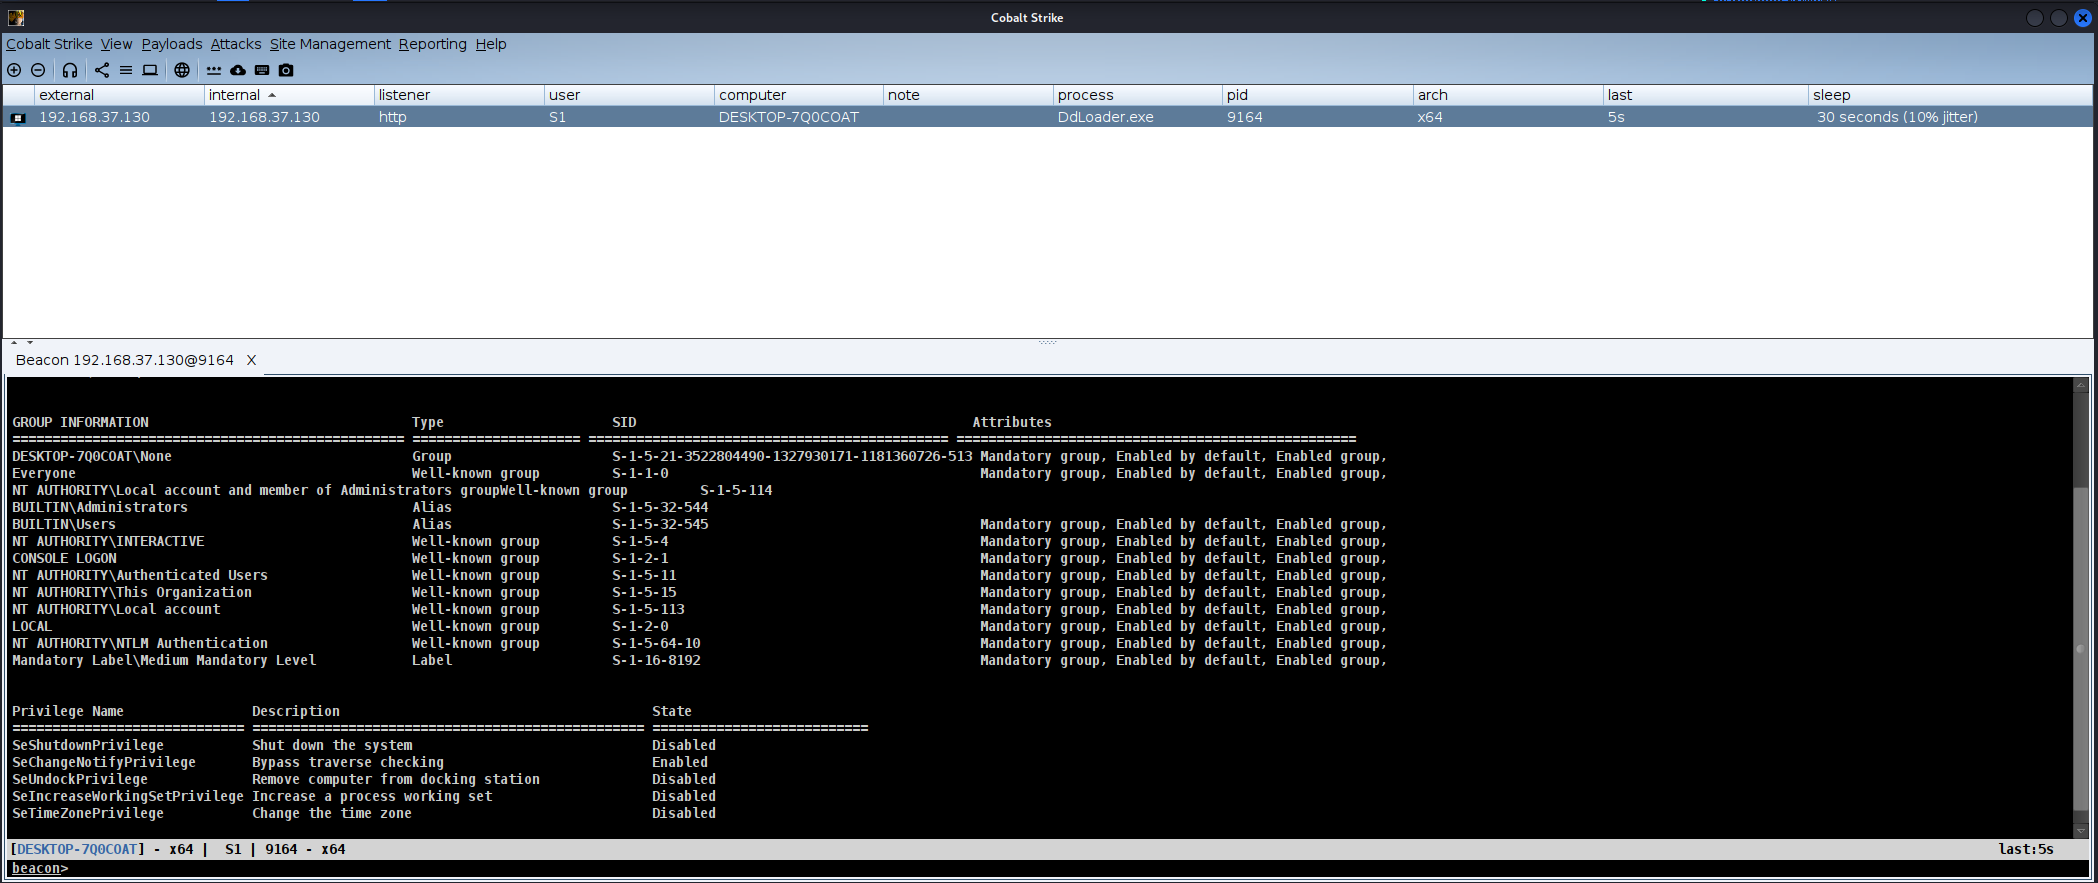 Cobalt Strike
Cobalt Strike View Payloads Attacks Site Management Reporting Help
external internal listener user computer note process pid arch last sleep
192.168.37.130 192.168.37.130 http S1 DESKTOP-7Q0COAT DdLoader.exe 9164 x64 5s 30 seconds (10% jitter)
Beacon 192.168.37.130@9164 X
GROUP INFORMATION Type SID Attributes
================================================= ===================== ============================================= ==================================================
DESKTOP-7Q0COAT\None Group S-1-5-21-3522804490-1327930171-1181360726-513 Mandatory group, Enabled by default, Enabled group,
Everyone Well-known group S-1-1-0 Mandatory group, Enabled by default, Enabled group,
NT AUTHORITY\Local account and member of Administrators groupWell-known group S-1-5-114
BUILTIN\Administrators Alias S-1-5-32-544
BUILTIN\Users Alias S-1-5-32-545 Mandatory group, Enabled by default, Enabled group,
NT AUTHORITY\INTERACTIVE Well-known group S-1-5-4 Mandatory group, Enabled by default, Enabled group,
CONSOLE LOGON Well-known group S-1-2-1 Mandatory group, Enabled by default, Enabled group,
NT AUTHORITY\Authenticated Users Well-known group S-1-5-11 Mandatory group, Enabled by default, Enabled group,
NT AUTHORITY\This Organization Well-known group S-1-5-15 Mandatory group, Enabled by default, Enabled group,
NT AUTHORITY\Local account Well-known group S-1-5-113 Mandatory group, Enabled by default, Enabled group,
LOCAL Well-known group S-1-2-0 Mandatory group, Enabled by default, Enabled group,
NT AUTHORITY\NTLM Authentication Well-known group S-1-5-64-10 Mandatory group, Enabled by default, Enabled group,
Mandatory Label\Medium Mandatory Level Label S-1-16-8192 Mandatory group, Enabled by default, Enabled group,
Privilege Name Description State
============================= ================================================= ===========================
SeShutdownPrivilege Shut down the system Disabled
SeChangeNotifyPrivilege Bypass traverse checking Enabled
SeUndockPrivilege Remove computer from docking station Disabled
SeIncreaseWorkingSetPrivilege Increase a process working set Disabled
SeTimeZonePrivilege Change the time zone Disabled
[DESKTOP-7Q0COAT] - x64 | S1 | 9164 - x64 last:5s
beacon>